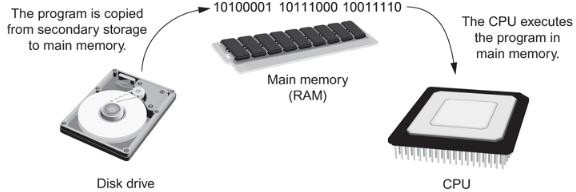 The program is copied
from secondary storage
to main memory.
10100001 10111000 10011110
The CPU executes
the program in
main memory.
Main memory
(RAM)
Disk drive
CPU